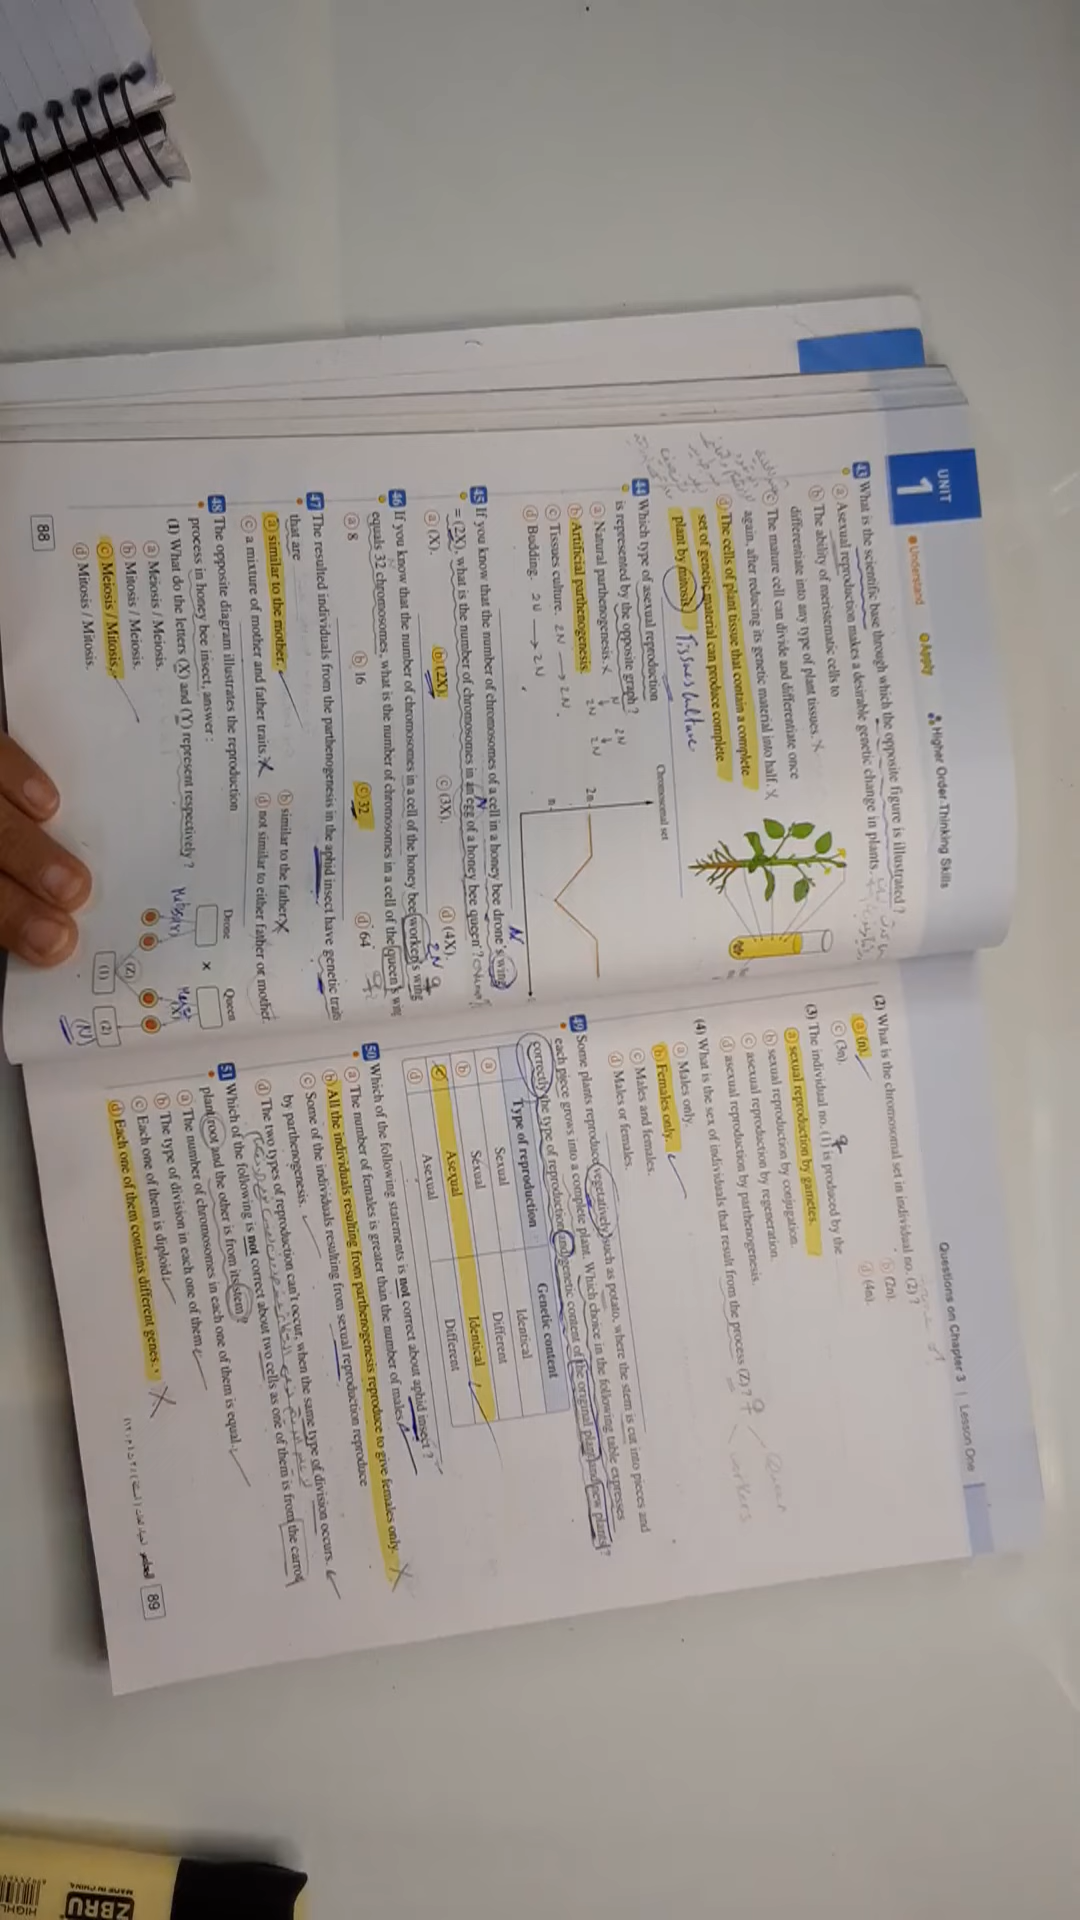 UNIT
1
Understand Apply Higher Order Thinking Skills
43 What is the scientific base through which the opposite figure is illustrated ?
a Asexual reproduction makes a desirable genetic change in plants.
b The ability of meristematic cells to
differentiate into any type of plant tissues. X
c The mature cell can divide and differentiate once
again, after reducing its genetic material into half. X
d The cells of plant tissue that contain a complete
set of genetic material can produce complete
plant by mitosis.
44 Which type of asexual reproduction
is represented by the opposite graph ?
a Natural parthenogenesis. X
b Artificial parthenogenesis.
c Tissues culture. 2N → 2N.
d Budding. 2N → 2N
Chromosomal set
2n
n
45 If you know that the number of chromosomes of a cell in a honey bee drone's wing
= (2X), what is the number of chromosomes in an egg of a honey bee queen ?
a (X).
b (2X).
c (3X).
d (4X).
46 If you know that the number of chromosomes in a cell of the honey bee worker's wing
equals 32 chromosomes, what is the number of chromosomes in a cell of the queen's wing
a 8
b 16
c 32
d 64
47 The resulted individuals from the parthenogenesis in the aphid insect have genetic traits
that are
a similar to the mother.
b similar to the father. X
c a mixture of mother and father traits. X
d not similar to either father or mother.
48 The opposite diagram illustrates the reproduction
process in honey bee insect, answer :
(1) What do the letters (X) and (Y) represent respectively ?
a Meiosis / Meiosis.
b Mitosis / Meiosis.
c Meiosis / Mitosis.
d Mitosis / Mitosis.
Drone × Queen
(Y)
(X)
(Z)
(1)
(2)
(N)
88
Questions on Chapter 3 | Lesson One
(2) What is the chromosomal set in individual no. (2) ?
a (n).
b (2n).
c (3n).
d (4n).
(3) The individual no. (1) is produced by the
a sexual reproduction by gametes.
b sexual reproduction by conjugation.
c asexual reproduction by regeneration.
d asexual reproduction by parthenogenesis.
(4) What is the sex of individuals that result from the process (Z) ?
a Males only.
b Females only.
c Males and females.
d Males or females.
49 Some plants reproduce vegetatively such as potato, where the stem is cut into pieces and
each piece grows into a complete plant. Which choice in the following table expresses
correctly the type of reproduction and genetic content of the original plant and new plants ?
Type of reproduction Genetic content
a Sexual Identical
b Sexual Different
c Asexual Identical
d Asexual Different
50 Which of the following statements is not correct about aphid insect ?
a The number of females is greater than the number of males.
b All the individuals resulting from parthenogenesis reproduce to give females only. X
c Some of the individuals resulting from sexual reproduction reproduce
by parthenogenesis.
d The two types of reproduction can't occur, when the same type of division occurs.
51 Which of the following is not correct about two cells as one of them is from the carrot
plant root and the other is from its stem ?
a The number of chromosomes in each one of them is equal.
b The type of division in each one of them
c Each one of them is diploid
d Each one of them contains different genes. X
89
ZBRU
MADE IN CHINA